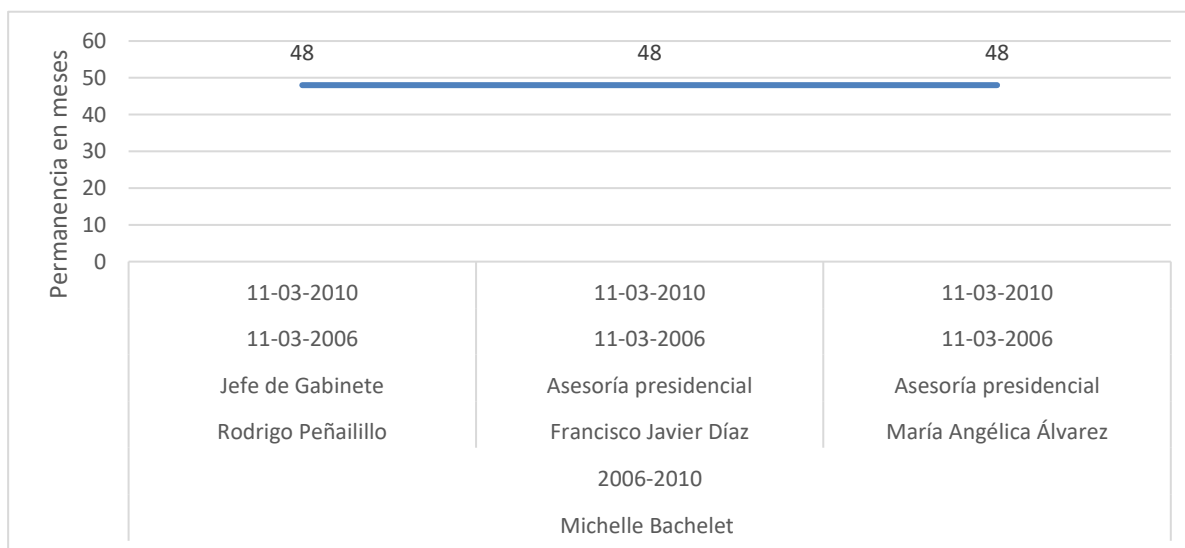 Permanencia en meses
60
50
40
30
20
10
0
48 48 48
11-03-2010 11-03-2010 11-03-2010
11-03-2006 11-03-2006 11-03-2006
Jefe de Gabinete Asesoría presidencial Asesoría presidencial
Rodrigo Peñailillo Francisco Javier Díaz María Angélica Álvarez
2006-2010
Michelle Bachelet